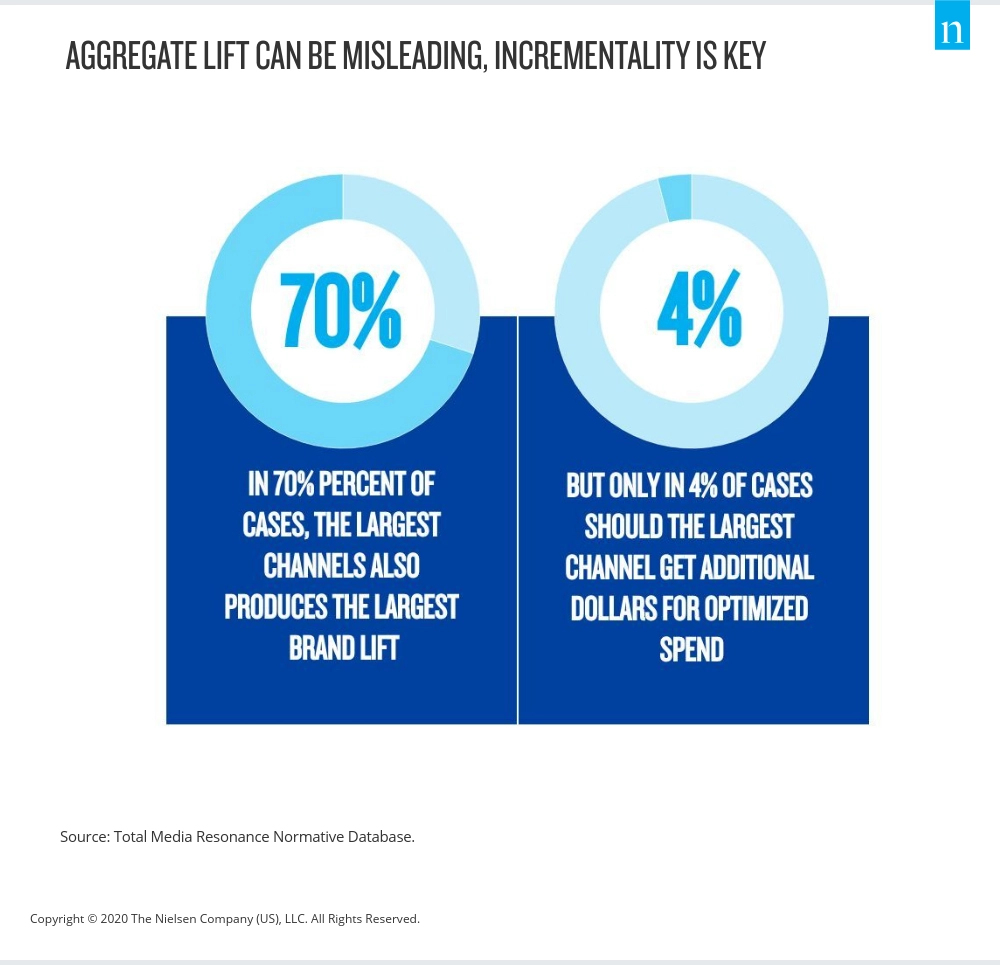 n
AGGREGATE LIFT CAN BE MISLEADING, INCREMENTALITY IS KEY
70%
IN 70% PERCENT OF
CASES, THE LARGEST
CHANNELS ALSO
PRODUCES THE LARGEST
BRAND LIFT
4%
BUT ONLY IN 4% OF CASES
SHOULD THE LARGEST
CHANNEL GET ADDITIONAL
DOLLARS FOR OPTIMIZED
SPEND
Source: Total Media Resonance Normative Database.
Copyright © 2020 The Nielsen Company (US), LLC. All Rights Reserved.